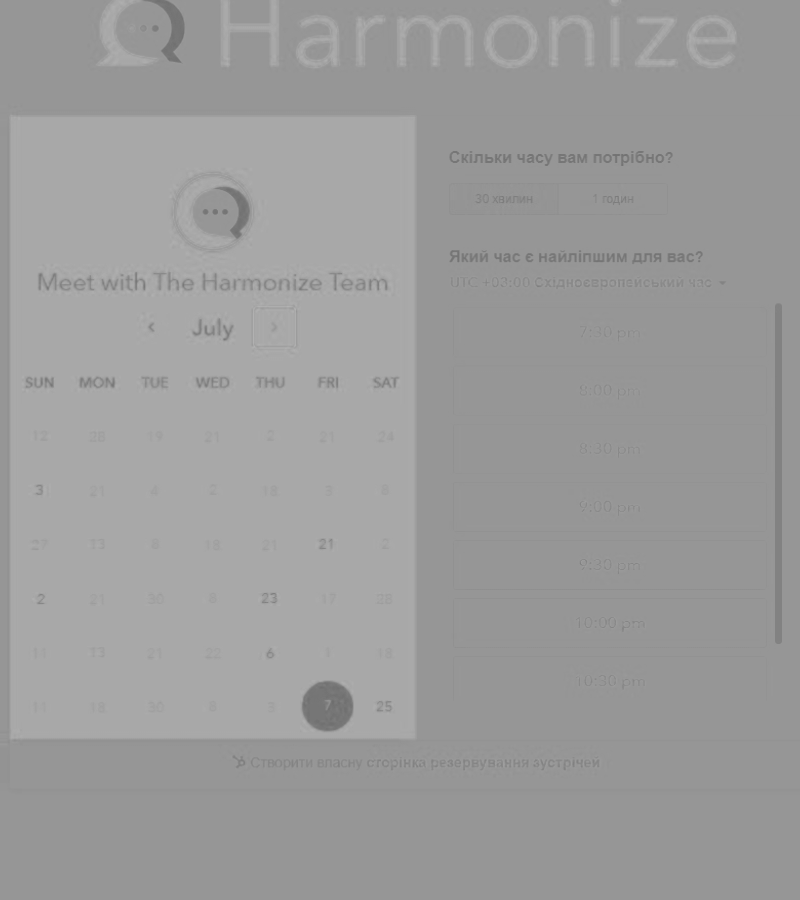 Harmonize
Meet with The Harmonize Team
July
SUN MON TUE WED THU FRI SAT
12 28 19 21 2 21 24
3 21 4 2 18 3 6
27 13 8 18 21 21 2
2 21 30 6 23 17 28
11 13 21 22 6 1 18
11 18 30 6 3 7 25
Скільки часу вам потрібно?
30 хвилин 1 годин
Який час є найліпшим для вас?
UTC +03:00 Східноєвропейський час
7:30 pm
8:00 pm
8:30 pm
9:00 pm
9:30 pm
10:00 pm
10:30 pm
Створити власну сторінка резервування зустрічей